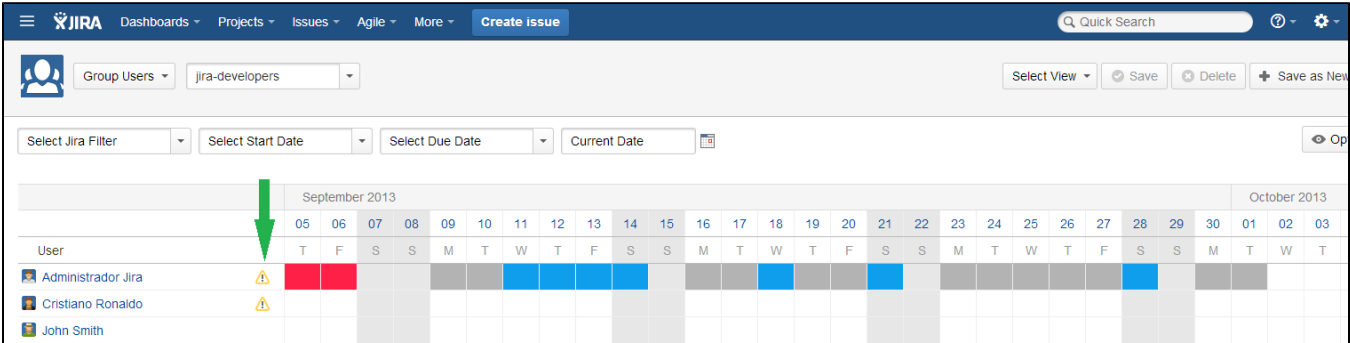 JIRA Dashboards Projects Issues Agile More Create issue Quick Search
Group Users jira-developers Select View Save Delete Save as New
Select Jira Filter Select Start Date Select Due Date Current Date Op
September 2013 October 2013
05 06 07 08 09 10 11 12 13 14 15 16 17 18 19 20 21 22 23 24 25 26 27 28 29 30 01 02 03
User T F S S M T W T F S S M T W T F S S M T W T F S S M T W T
Administrador Jira
Cristiano Ronaldo
John Smith